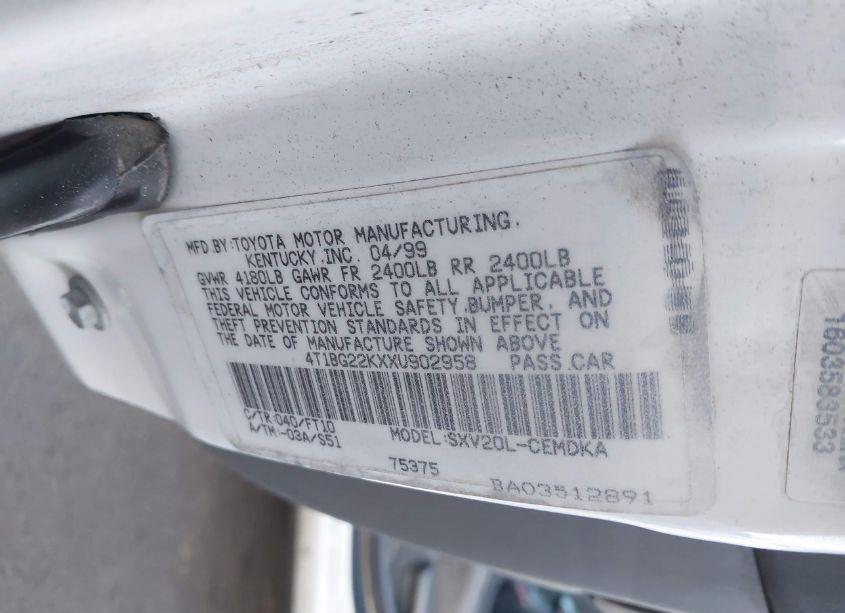 MFD.BY:TOYOTA MOTOR MANUFACTURING.
KENTUCKY.INC. 04/99
GVWR 4180LB GAWR FR 2400LB RR 2400LB
THIS VEHICLE CONFORMS TO ALL APPLICABLE
FEDERAL MOTOR VEHICLE SAFETY.BUMPER. AND
THEFT PREVENTION STANDARDS IN EFFECT ON
THE DATE OF MANUFACTURE SHOWN ABOVE
4T1BG22KXXU902958 PASS.CAR
C/TR:040/FT10
A/TM:-03A/S51
MODEL:SXV20L-CEMDKA
75375
BA03512891
1603583533